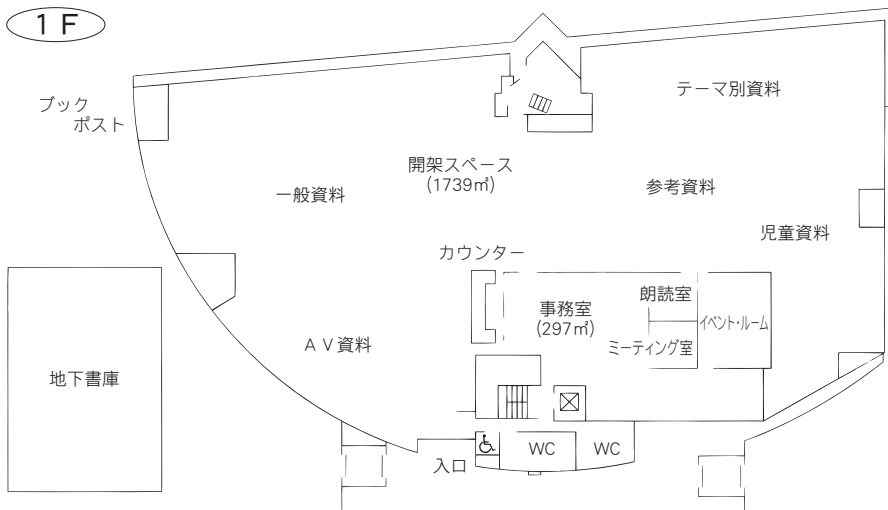 1F
ブック
ポスト
テーマ別資料
開架スペース
(1739㎡)
一般資料
参考資料
児童資料
カウンター
朗読室
事務室
(297㎡)
イベント・ルーム
ミーティング室
AV資料
地下書庫
WC
WC
入口